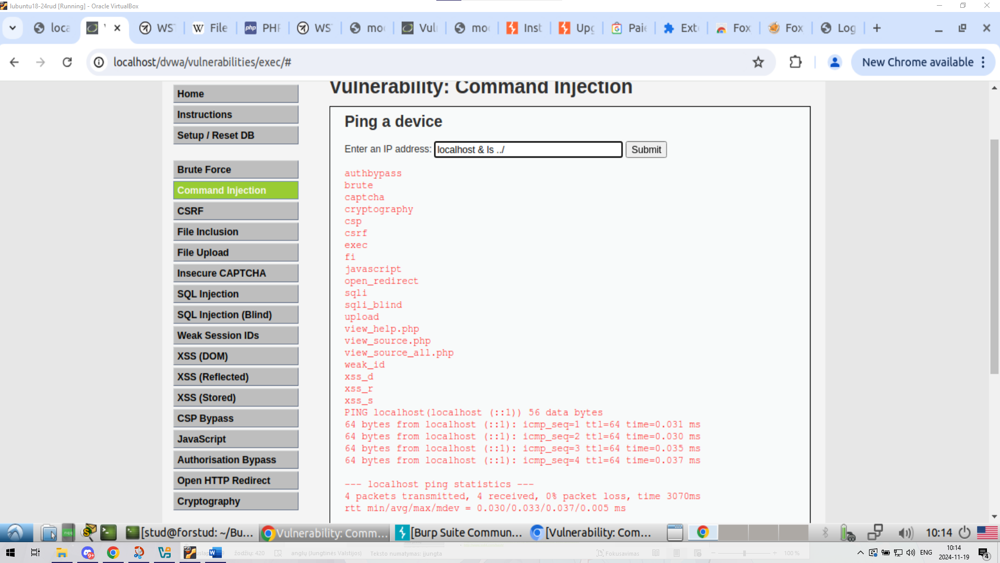 lubuntu18-24rud [Running] - Oracle VirtualBox
loca
WST
File
PHP
WS
mod
Vuln
mod
Inst
Upg
Paie
Exte
Fox
Fox
Log
localhost/dvwa/vulnerabilities/exec/#
New Chrome available
Vulnerability: Command Injection
Home
Instructions
Setup / Reset DB
Brute Force
Command Injection
CSRF
File Inclusion
File Upload
Insecure CAPTCHA
SQL Injection
SQL Injection (Blind)
Weak Session IDs
XSS (DOM)
XSS (Reflected)
XSS (Stored)
CSP Bypass
JavaScript
Authorisation Bypass
Open HTTP Redirect
Cryptography
Ping a device
Enter an IP address: localhost & ls ../ Submit
authbypass
brute
captcha
cryptography
csp
csrf
exec
fi
javascript
open_redirect
sqli
sqli_blind
upload
view_help.php
view_source.php
view_source_all.php
weak_id
xss_d
xss_r
xss_s
PING localhost(localhost (::1)) 56 data bytes
64 bytes from localhost (::1): icmp_seq=1 ttl=64 time=0.031 ms
64 bytes from localhost (::1): icmp_seq=2 ttl=64 time=0.030 ms
64 bytes from localhost (::1): icmp_seq=3 ttl=64 time=0.035 ms
64 bytes from localhost (::1): icmp_seq=4 ttl=64 time=0.037 ms
--- localhost ping statistics ---
4 packets transmitted, 4 received, 0% packet loss, time 3070ms
rtt min/avg/max/mdev = 0.030/0.033/0.037/0.005 ms
[stud@forstud: ~/Bu...
Vulnerability: Comm...
[Burp Suite Commun...
[Vulnerability: Com...
10:14
žodžių: 420
anglų (Jungtinės Valstijos)
Teksto numatymas: įjungta
Fokusavimas
100 %
ENG
10:14
2024-11-19
4